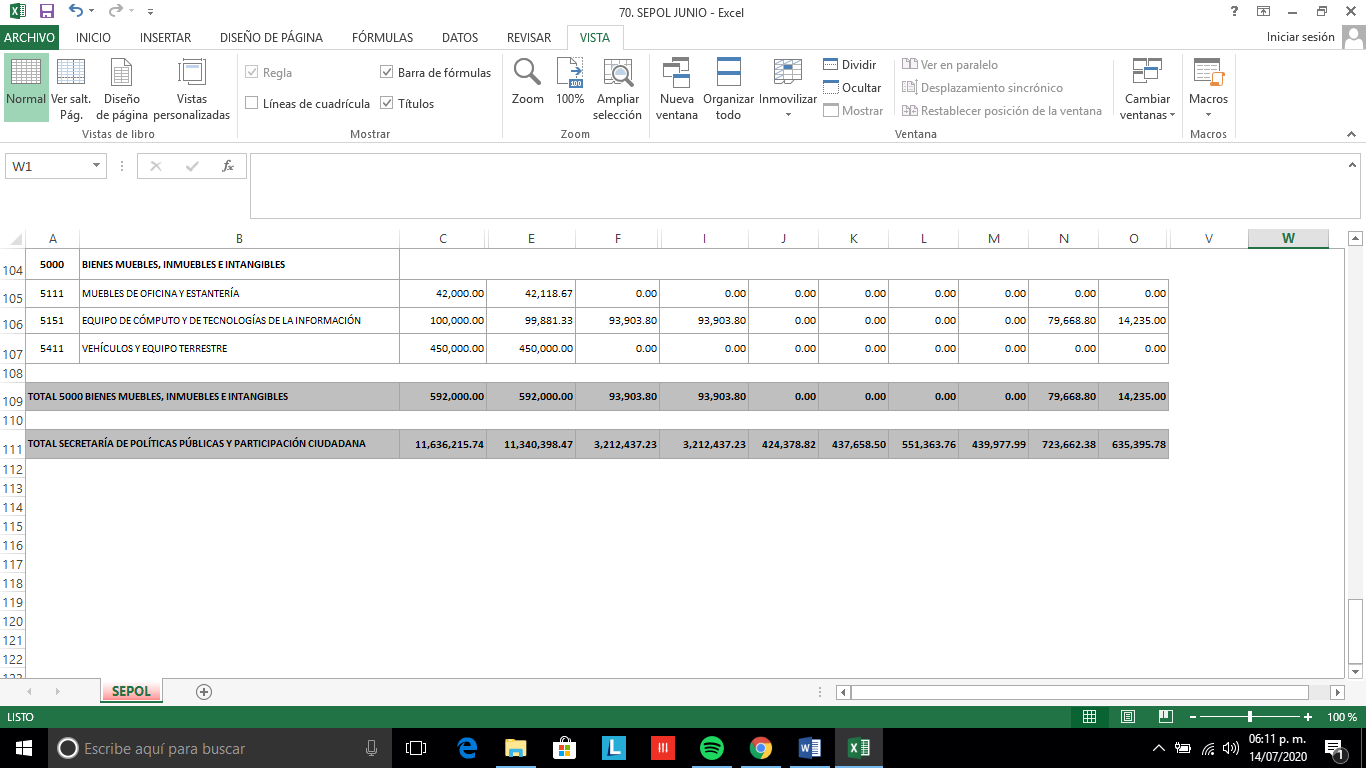 70. SEPOL JUNIO - Excel
ARCHIVO INICIO INSERTAR DISEÑO DE PÁGINA FÓRMULAS DATOS REVISAR VISTA Iniciar sesión
Normal Ver salt. Pág. Diseño de página Vistas personalizadas
Vistas de libro
Regla Barra de fórmulas
Líneas de cuadrícula Títulos
Mostrar
Zoom 100% Ampliar selección
Zoom
Nueva ventana Organizar todo Inmovilizar
Dividir
Ocultar
Mostrar
Ver en paralelo
Desplazamiento sincrónico
Restablecer posición de la ventana
Cambiar ventanas
Ventana
Macros
Macros
W1 fx
A B C E F I J K L M N O V W
104 5000 BIENES MUEBLES, INMUEBLES E INTANGIBLES
105 5111 MUEBLES DE OFICINA Y ESTANTERÍA 42,000.00 42,118.67 0.00 0.00 0.00 0.00 0.00 0.00 0.00 0.00
106 5151 EQUIPO DE CÓMPUTO Y DE TECNOLOGÍAS DE LA INFORMACIÓN 100,000.00 99,881.33 93,903.80 93,903.80 0.00 0.00 0.00 0.00 79,668.80 14,235.00
107 5411 VEHÍCULOS Y EQUIPO TERRESTRE 450,000.00 450,000.00 0.00 0.00 0.00 0.00 0.00 0.00 0.00 0.00
108
109 TOTAL 5000 BIENES MUEBLES, INMUEBLES E INTANGIBLES 592,000.00 592,000.00 93,903.80 93,903.80 0.00 0.00 0.00 0.00 79,668.80 14,235.00
110
111 TOTAL SECRETARÍA DE POLÍTICAS PÚBLICAS Y PARTICIPACIÓN CIUDADANA 11,636,215.74 11,340,398.47 3,212,437.23 3,212,437.23 424,378.82 437,658.50 551,363.76 439,977.99 723,662.38 635,395.78
112
113
114
115
116
117
118
119
120
121
122
123
SEPOL
LISTO 100 %
Escribe aquí para buscar
06:11 p. m.
14/07/2020
1